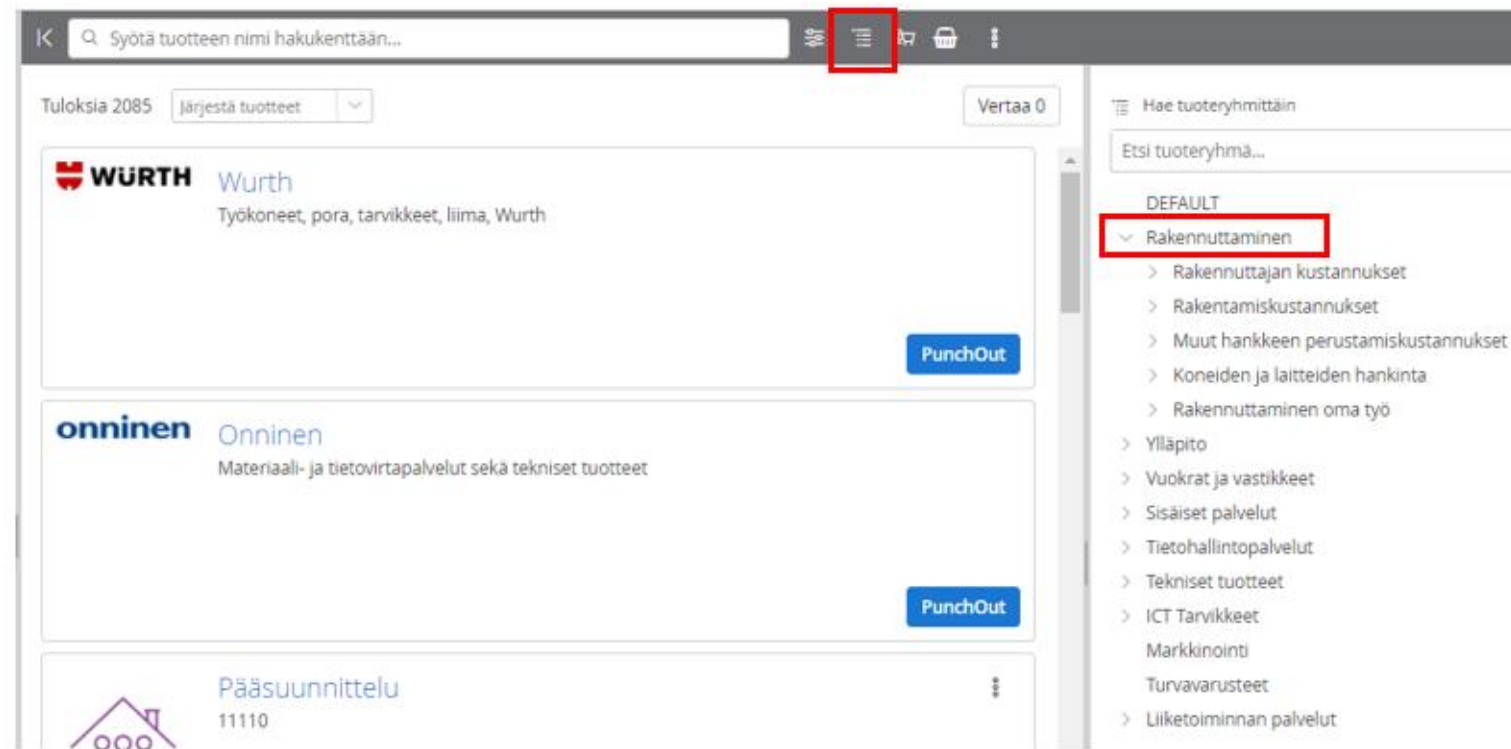 Syötä tuotteen nimi hakukenttään...
Tuloksia 2085
Järjestä tuotteet
Vertaa 0
WÜRTH
Wurth
Työkoneet, pora, tarvikkeet, liima, Wurth
PunchOut
onninen
Onninen
Materiaali- ja tietovirtapalvelut sekä tekniset tuotteet
PunchOut
Pääsuunnittelu
11110
Hae tuoteryhmittäin
Etsi tuoteryhmä...
DEFAULT
Rakennuttaminen
Rakennuttajan kustannukset
Rakentamiskustannukset
Muut hankkeen perustamiskustannukset
Koneiden ja laitteiden hankinta
Rakennuttaminen oma työ
Ylläpito
Vuokrat ja vastikkeet
Sisäiset palvelut
Tietohallintopalvelut
Tekniset tuotteet
ICT Tarvikkeet
Markkinointi
Turvavarusteet
Liiketoiminnan palvelut